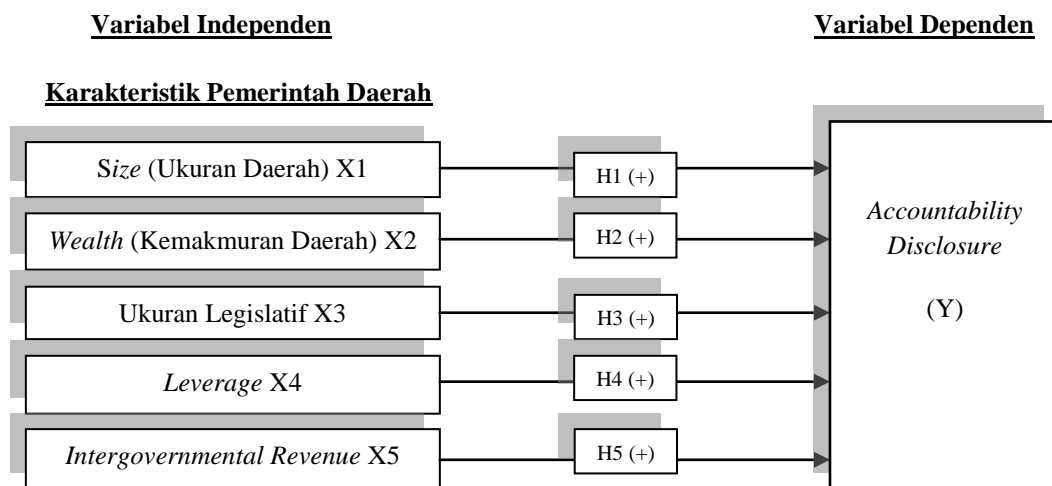 Variabel Independen
Variabel Dependen
Karakteristik Pemerintah Daerah
Size (Ukuran Daerah) X1
H1 (+)
Wealth (Kemakmuran Daerah) X2
H2 (+)
Ukuran Legislatif X3
H3 (+)
Leverage X4
H4 (+)
Intergovernmental Revenue X5
H5 (+)
Accountability
Disclosure
(Y)